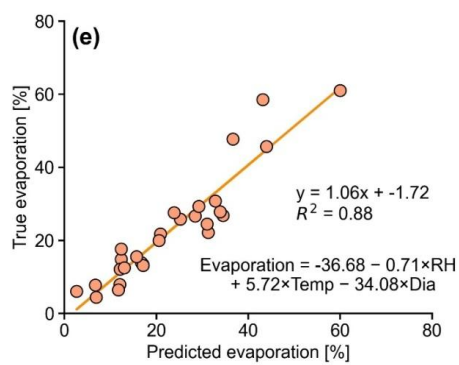 (e)
True evaporation [%]
80
60
40
20
0
y = 1.06x + -1.72
R² = 0.88
Evaporation = -36.68 − 0.71×RH
+ 5.72×Temp − 34.08×Dia
0 20 40 60 80
Predicted evaporation [%]